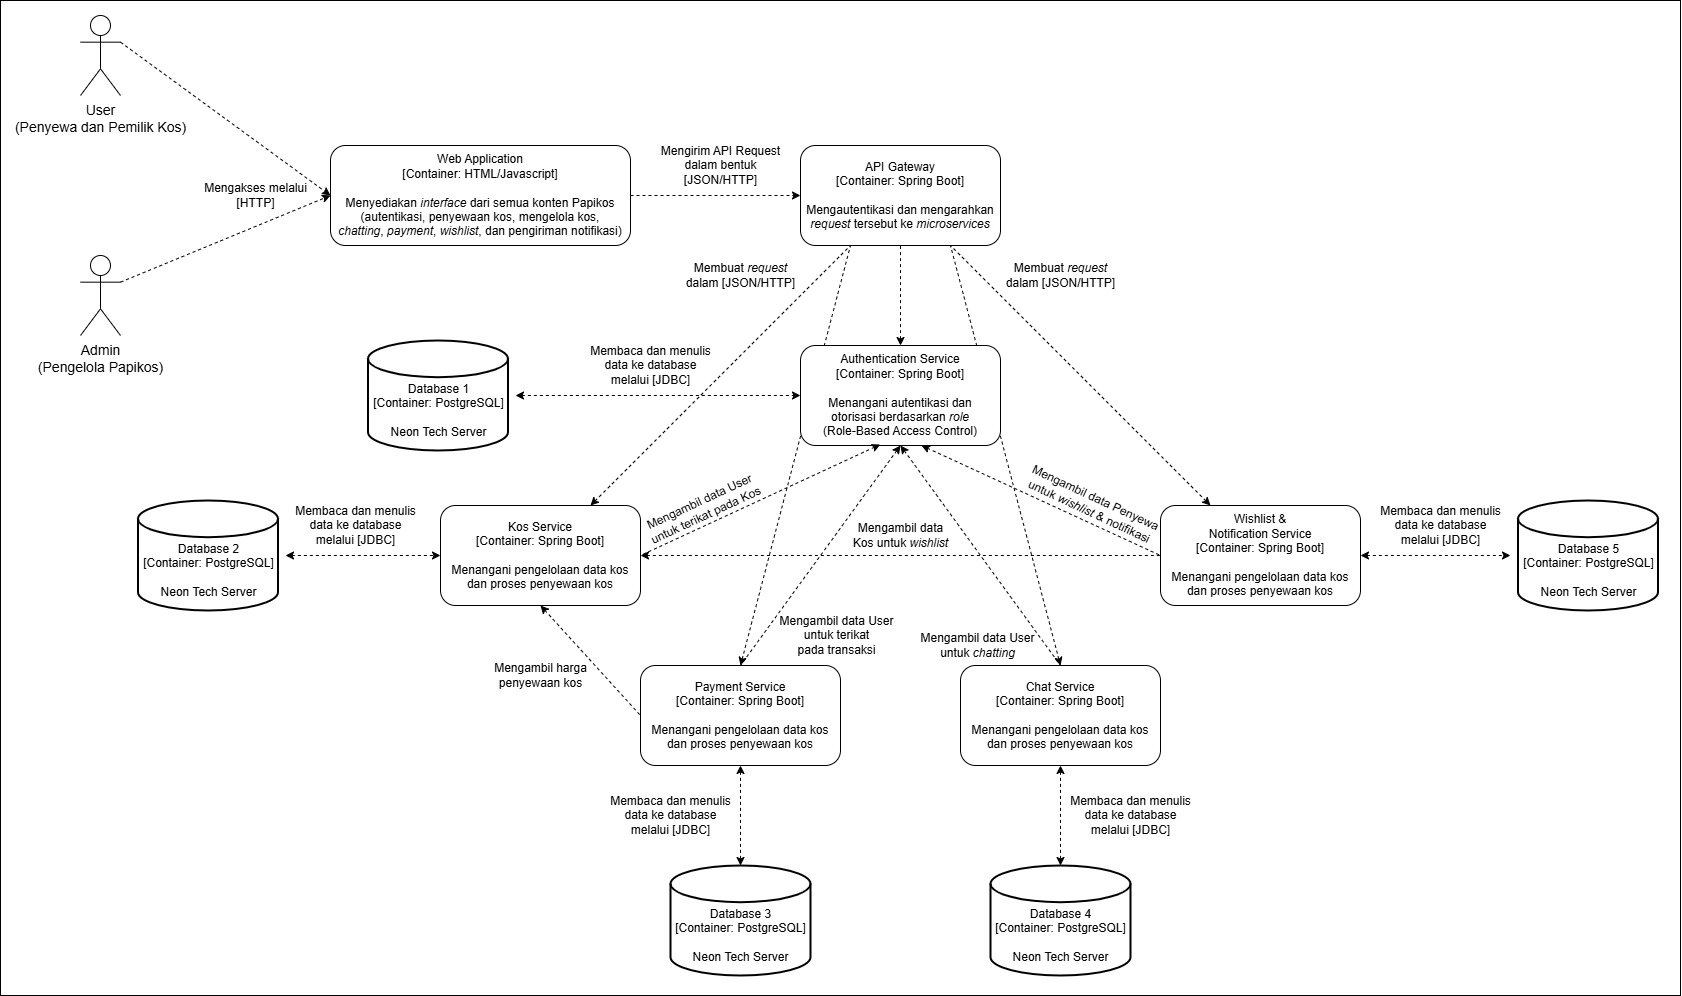 User
(Penyewa dan Pemilik Kos)
Mengakses melalui
[HTTP]
Admin
(Pengelola Papikos)
Web Application
[Container: HTML/Javascript]
Menyediakan interface dari semua konten Papikos
(autentikasi, penyewaan kos, mengelola kos,
chatting, payment, wishlist, dan pengiriman notifikasi)
Mengirim API Request
dalam bentuk
[JSON/HTTP]
API Gateway
[Container: Spring Boot]
Mengautentikasi dan mengarahkan
request tersebut ke microservices
Membuat request
dalam [JSON/HTTP]
Membuat request
dalam [JSON/HTTP]
Database 1
[Container: PostgreSQL]
Neon Tech Server
Membaca dan menulis
data ke database
melalui [JDBC]
Authentication Service
[Container: Spring Boot]
Menangani autentikasi dan
otorisasi berdasarkan role
(Role-Based Access Control)
Database 2
[Container: PostgreSQL]
Neon Tech Server
Membaca dan menulis
data ke database
melalui [JDBC]
Kos Service
[Container: Spring Boot]
Menangani pengelolaan data kos
dan proses penyewaan kos
Mengambil data User
untuk terikat pada Kos
Mengambil data
Kos untuk wishlist
Mengambil data Penyewa
untuk wishlist & notifikasi
Wishlist &
Notification Service
[Container: Spring Boot]
Menangani pengelolaan data kos
dan proses penyewaan kos
Membaca dan menulis
data ke database
melalui [JDBC]
Database 5
[Container: PostgreSQL]
Neon Tech Server
Mengambil harga
penyewaan kos
Mengambil data User
untuk terikat
pada transaksi
Mengambil data User
untuk chatting
Payment Service
[Container: Spring Boot]
Menangani pengelolaan data kos
dan proses penyewaan kos
Chat Service
[Container: Spring Boot]
Menangani pengelolaan data kos
dan proses penyewaan kos
Membaca dan menulis
data ke database
melalui [JDBC]
Membaca dan menulis
data ke database
melalui [JDBC]
Database 3
[Container: PostgreSQL]
Neon Tech Server
Database 4
[Container: PostgreSQL]
Neon Tech Server